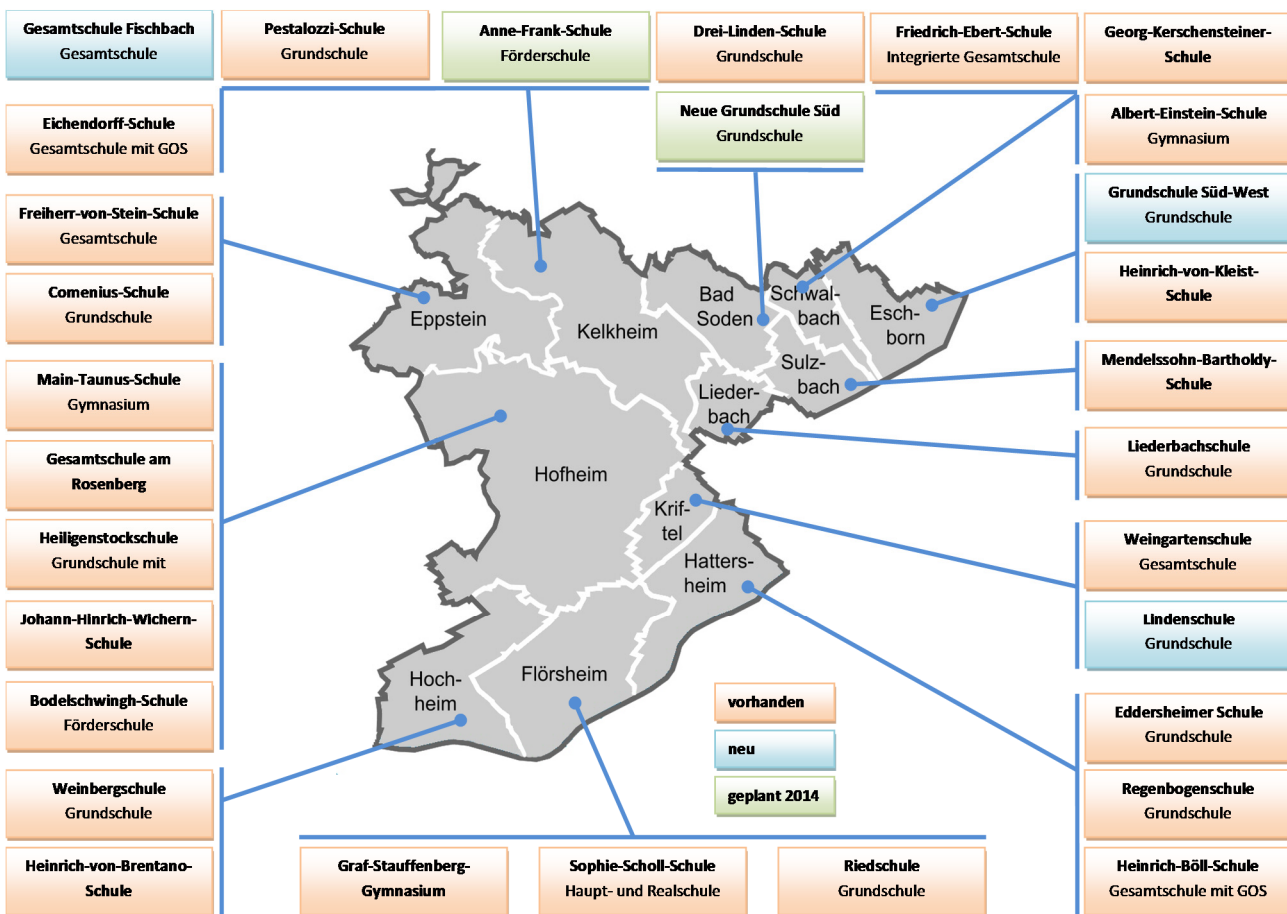 Gesamtschule Fischbach
Gesamtschule
Pestalozzi-Schule
Grundschule
Anne-Frank-Schule
Förderschule
Drei-Linden-Schule
Grundschule
Friedrich-Ebert-Schule
Integrierte Gesamtschule
Georg-Kerschensteiner-
Schule
Eichendorff-Schule
Gesamtschule mit GOS
Neue Grundschule Süd
Grundschule
Albert-Einstein-Schule
Gymnasium
Freiherr-von-Stein-Schule
Gesamtschule
Grundschule Süd-West
Grundschule
Comenius-Schule
Grundschule
Heinrich-von-Kleist-
Schule
Main-Taunus-Schule
Gymnasium
Mendelssohn-Bartholdy-
Schule
Gesamtschule am
Rosenberg
Liederbachschule
Grundschule
Heiligenstockschule
Grundschule mit
Weingartenschule
Gesamtschule
Johann-Hinrich-Wichern-
Schule
Lindenschule
Grundschule
Bodelschwingh-Schule
Förderschule
Eddersheimer Schule
Grundschule
Weinbergschule
Grundschule
Regenbogenschule
Grundschule
Heinrich-von-Brentano-
Schule
Graf-Stauffenberg-
Gymnasium
Sophie-Scholl-Schule
Haupt- und Realschule
Riedschule
Grundschule
Heinrich-Böll-Schule
Gesamtschule mit GOS
Eppstein
Kelkheim
Bad
Soden
Schwal-
bach
Esch-
born
Sulz-
bach
Lieder-
bach
Hofheim
Krif-
tel
Hatters-
heim
Hoch-
heim
Flörsheim
vorhanden
neu
geplant 2014